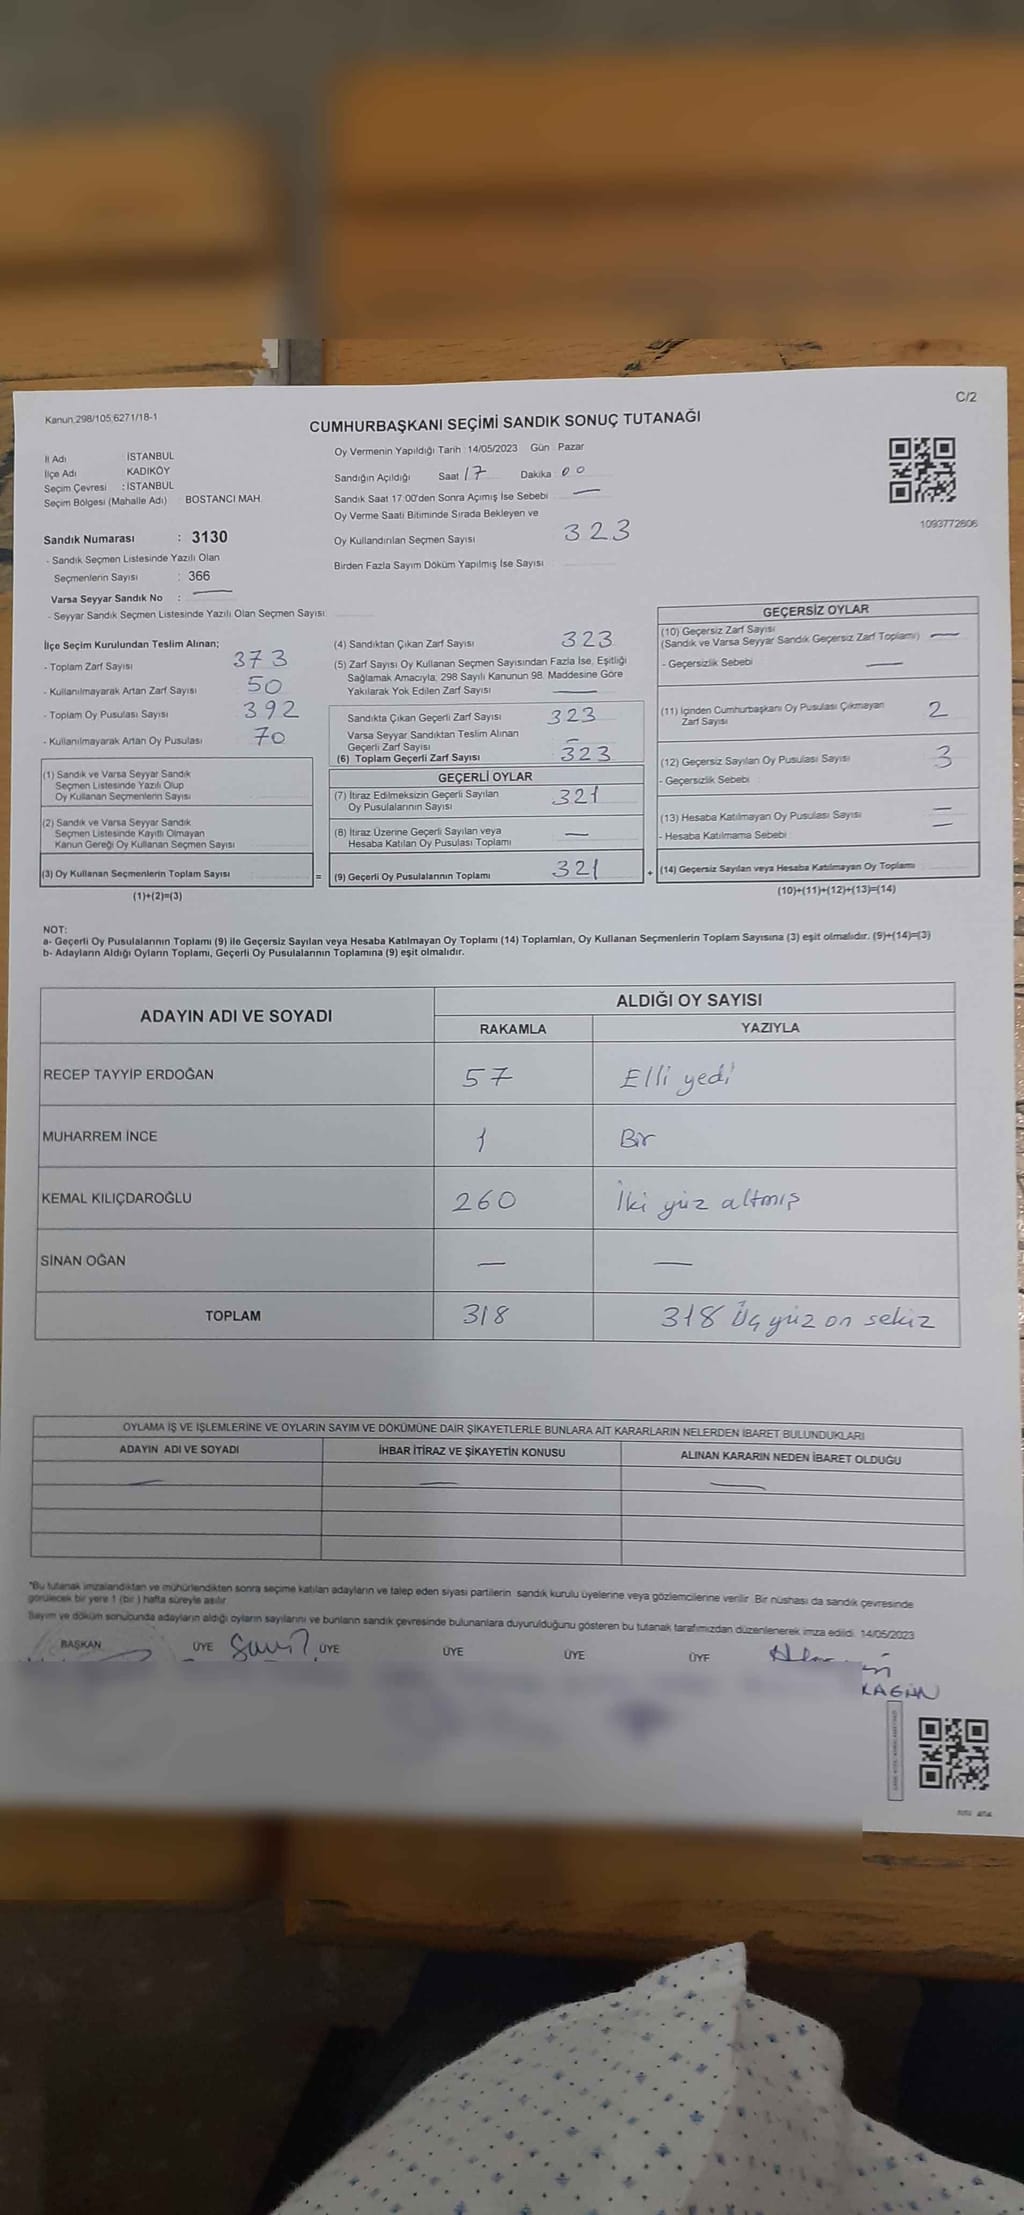 Kanun 298/105 6271/18-1
C/2
CUMHURBAŞKANI SEÇİMİ SANDIK SONUÇ TUTANAĞI
İl Adı : İSTANBUL
İlçe Adı : KADIKÖY
Seçim Çevresi : İSTANBUL
Seçim Bölgesi (Mahalle Adı) : BOSTANCI MAH.
Sandık Numarası : 3130
- Sandık Seçmen Listesinde Yazılı Olan
Seçmenlerin Sayısı : 366
Varsa Seyyar Sandık No : —
- Seyyar Sandık Seçmen Listesinde Yazılı Olan Seçmen Sayısı:
Oy Vermenin Yapıldığı Tarih : 14/05/2023 Gün : Pazar
Sandığın Açıldığı Saat 17 Dakika : 00
Sandık Saat 17:00'den Sonra Açılmış İse Sebebi —
Oy Verme Saati Bitiminde Sırada Bekleyen ve
Oy Kullandırılan Seçmen Sayısı 323
Birden Fazla Sayım Döküm Yapılmış İse Sayısı
1093772806
İlçe Seçim Kurulundan Teslim Alınan;
- Toplam Zarf Sayısı 373
- Kullanılmayarak Artan Zarf Sayısı 50
- Toplam Oy Pusulası Sayısı 392
- Kullanılmayarak Artan Oy Pusulası 70
(1) Sandık ve Varsa Seyyar Sandık
Seçmen Listesinde Yazılı Olup
Oy Kullanan Seçmenlerin Sayısı
(2) Sandık ve Varsa Seyyar Sandık
Seçmen Listesinde Kayıtlı Olmayan
Kanun Gereği Oy Kullanan Seçmen Sayısı
(3) Oy Kullanan Seçmenlerin Toplam Sayısı
(1)+(2)=(3)
=
(4) Sandıktan Çıkan Zarf Sayısı 323
(5) Zarf Sayısı Oy Kullanan Seçmen Sayısından Fazla İse, Eşitliği
Sağlamak Amacıyla, 298 Sayılı Kanunun 98. Maddesine Göre
Yakılarak Yok Edilen Zarf Sayısı —
Sandıkta Çıkan Geçerli Zarf Sayısı 323
Varsa Seyyar Sandıktan Teslim Alınan
Geçerli Zarf Sayısı —
(6) Toplam Geçerli Zarf Sayısı 323
GEÇERLİ OYLAR
(7) İtiraz Edilmeksizin Geçerli Sayılan
Oy Pusulalarının Sayısı 321
(8) İtiraz Üzerine Geçerli Sayılan veya
Hesaba Katılan Oy Pusulası Toplamı —
(9) Geçerli Oy Pusulalarının Toplamı 321
+
GEÇERSİZ OYLAR
(10) Geçersiz Zarf Sayısı
(Sandık ve Varsa Seyyar Sandık Geçersiz Zarf Toplamı) —
- Geçersizlik Sebebi —
(11) İçinden Cumhurbaşkanı Oy Pusulası Çıkmayan
Zarf Sayısı 2
(12) Geçersiz Sayılan Oy Pusulası Sayısı 3
- Geçersizlik Sebebi
(13) Hesaba Katılmayan Oy Pusulası Sayısı —
- Hesaba Katılmama Sebebi —
(14) Geçersiz Sayılan veya Hesaba Katılmayan Oy Toplamı
(10)+(11)+(12)+(13)=(14)
NOT:
a- Geçerli Oy Pusulalarının Toplamı (9) ile Geçersiz Sayılan veya Hesaba Katılmayan Oy Toplamı (14) Toplamları, Oy Kullanan Seçmenlerin Toplam Sayısına (3) eşit olmalıdır. (9)+(14)=(3)
b- Adayların Aldığı Oyların Toplamı, Geçerli Oy Pusulalarının Toplamına (9) eşit olmalıdır.
ADAYIN ADI VE SOYADI ALDIĞI OY SAYISI
RAKAMLA YAZIYLA
RECEP TAYYİP ERDOĞAN 57 Elli yedi
MUHARREM İNCE 1 Bir
KEMAL KILIÇDAROĞLU 260 İki yüz altmış
SİNAN OĞAN — —
TOPLAM 318 318 Üç yüz on sekiz
OYLAMA İŞ VE İŞLEMLERİNE VE OYLARIN SAYIM VE DÖKÜMÜNE DAİR ŞİKAYETLERLE BUNLARA AİT KARARLARIN NELERDEN İBARET BULUNDUKLARI
ADAYIN ADI VE SOYADI İHBAR İTİRAZ VE ŞİKAYETİN KONUSU ALINAN KARARIN NEDEN İBARET OLDUĞU
— — —
*Bu tutanak imzalandıktan ve mühürlendikten sonra seçime katılan adayların ve talep eden siyasi partilerin sandık kurulu üyelerine veya gözlemcilerine verilir. Bir nüshası da sandık çevresinde
görülecek bir yere 1 (bir) hafta süreyle asılır.
Sayım ve döküm sonucunda adayların aldığı oyların sayılarını ve bunların sandık çevresinde bulunanlara duyurulduğunu gösteren bu tutanak tarafımızdan düzenlenerek imza edildi. 14/05/2023
BAŞKAN ÜYE ÜYE ÜYE ÜYE ÜYE